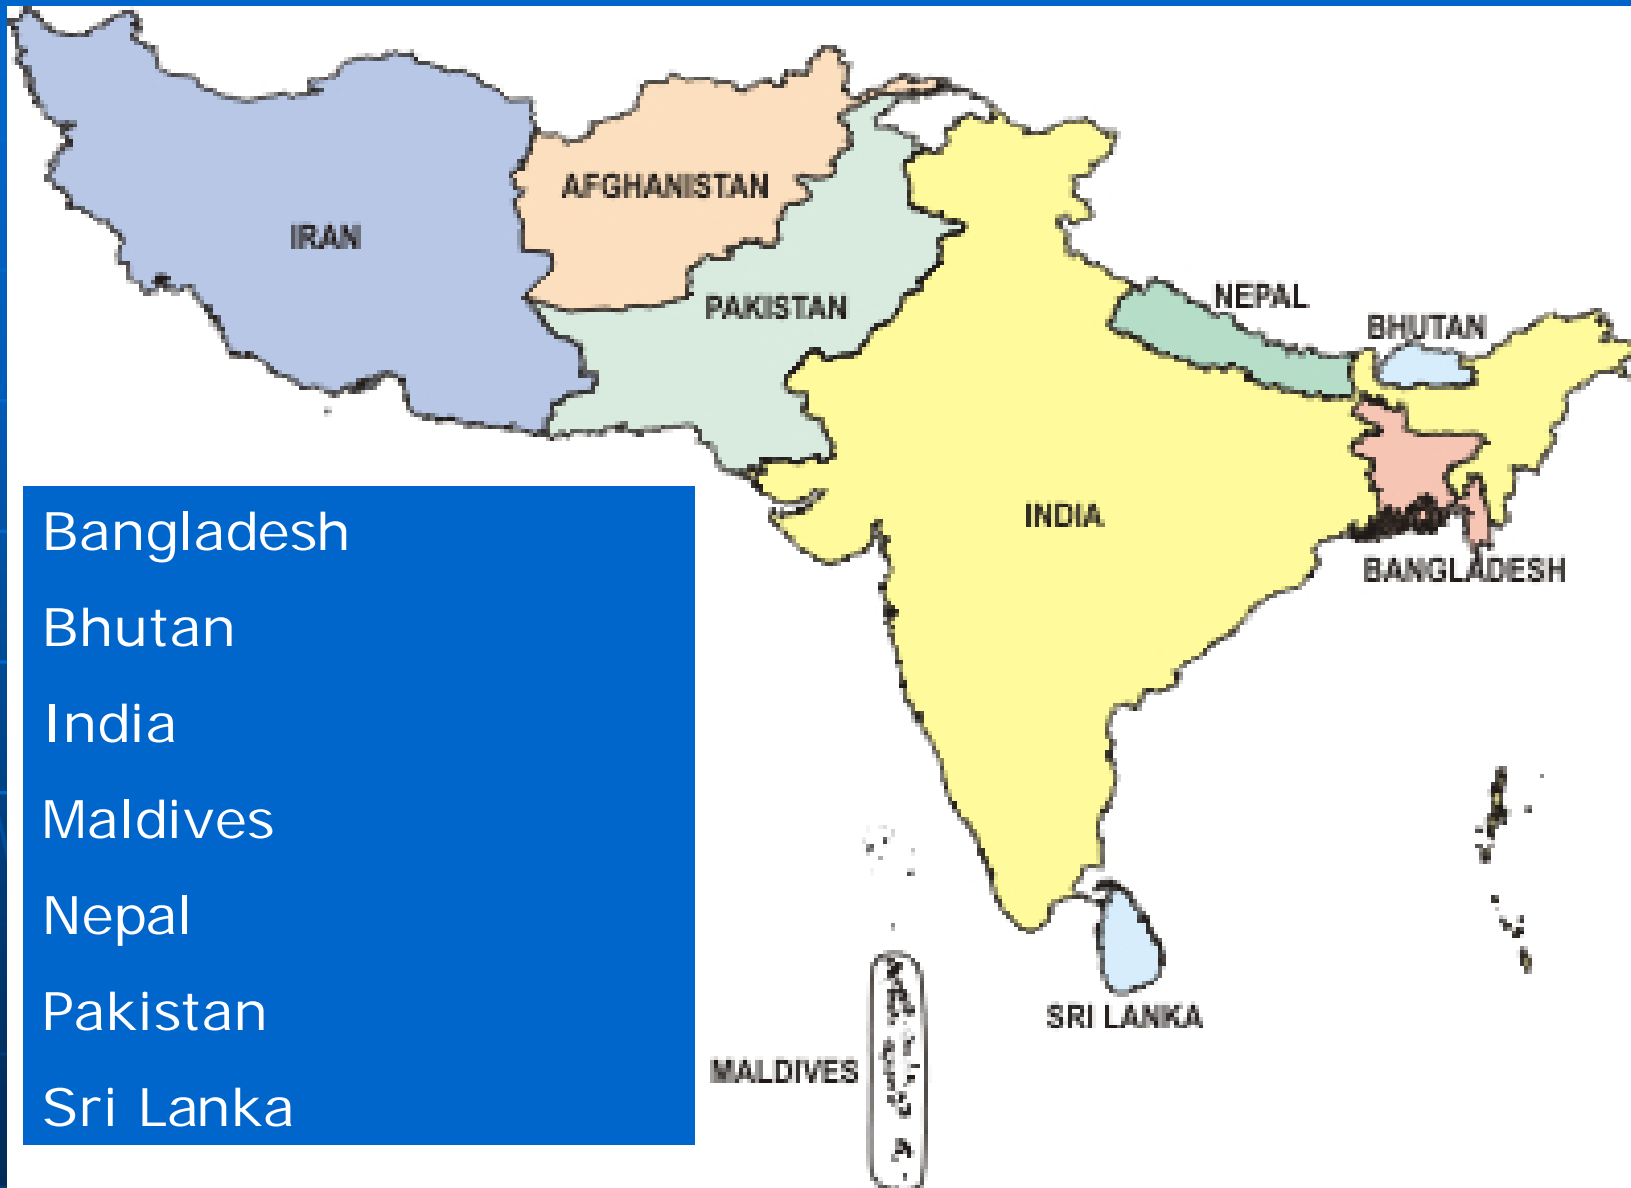 IRAN
AFGHANISTAN
PAKISTAN
NEPAL
BHUTAN
INDIA
BANGLADESH
SRI LANKA
MALDIVES
Bangladesh
Bhutan
India
Maldives
Nepal
Pakistan
Sri Lanka